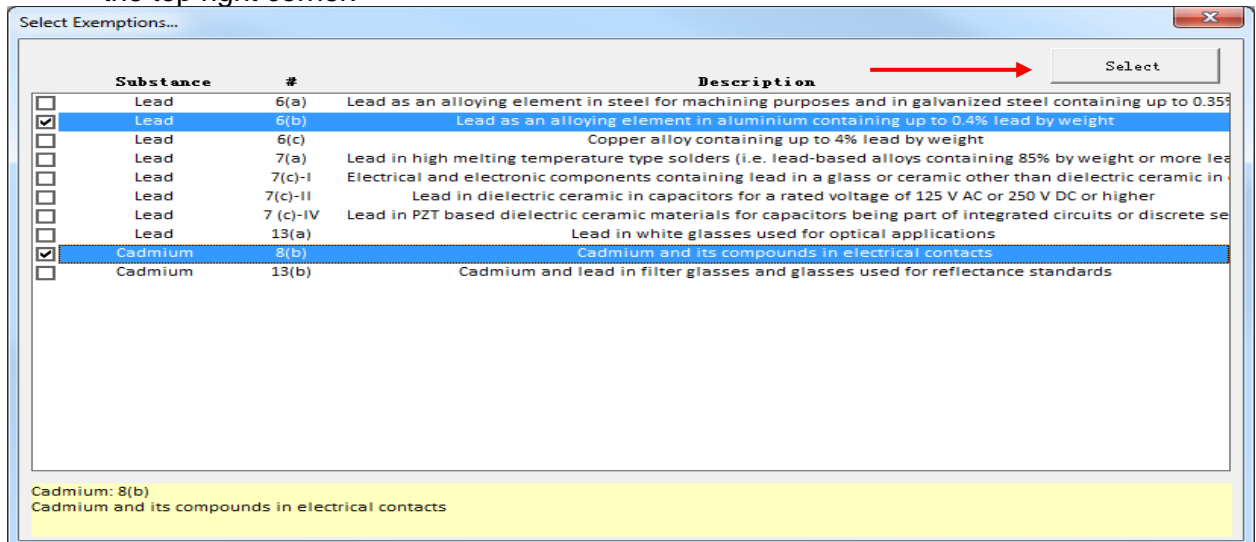 the top right corner.
Select Exemptions...
Select
Substance # Description
Lead 6(a) Lead as an alloying element in steel for machining purposes and in galvanized steel containing up to 0.35%
Lead 6(b) Lead as an alloying element in aluminium containing up to 0.4% lead by weight
Lead 6(c) Copper alloy containing up to 4% lead by weight
Lead 7(a) Lead in high melting temperature type solders (i.e. lead-based alloys containing 85% by weight or more lea
Lead 7(c)-I Electrical and electronic components containing lead in a glass or ceramic other than dielectric ceramic in
Lead 7(c)-II Lead in dielectric ceramic in capacitors for a rated voltage of 125 V AC or 250 V DC or higher
Lead 7 (c)-IV Lead in PZT based dielectric ceramic materials for capacitors being part of integrated circuits or discrete se
Lead 13(a) Lead in white glasses used for optical applications
Cadmium 8(b) Cadmium and its compounds in electrical contacts
Cadmium 13(b) Cadmium and lead in filter glasses and glasses used for reflectance standards
Cadmium: 8(b)
Cadmium and its compounds in electrical contacts